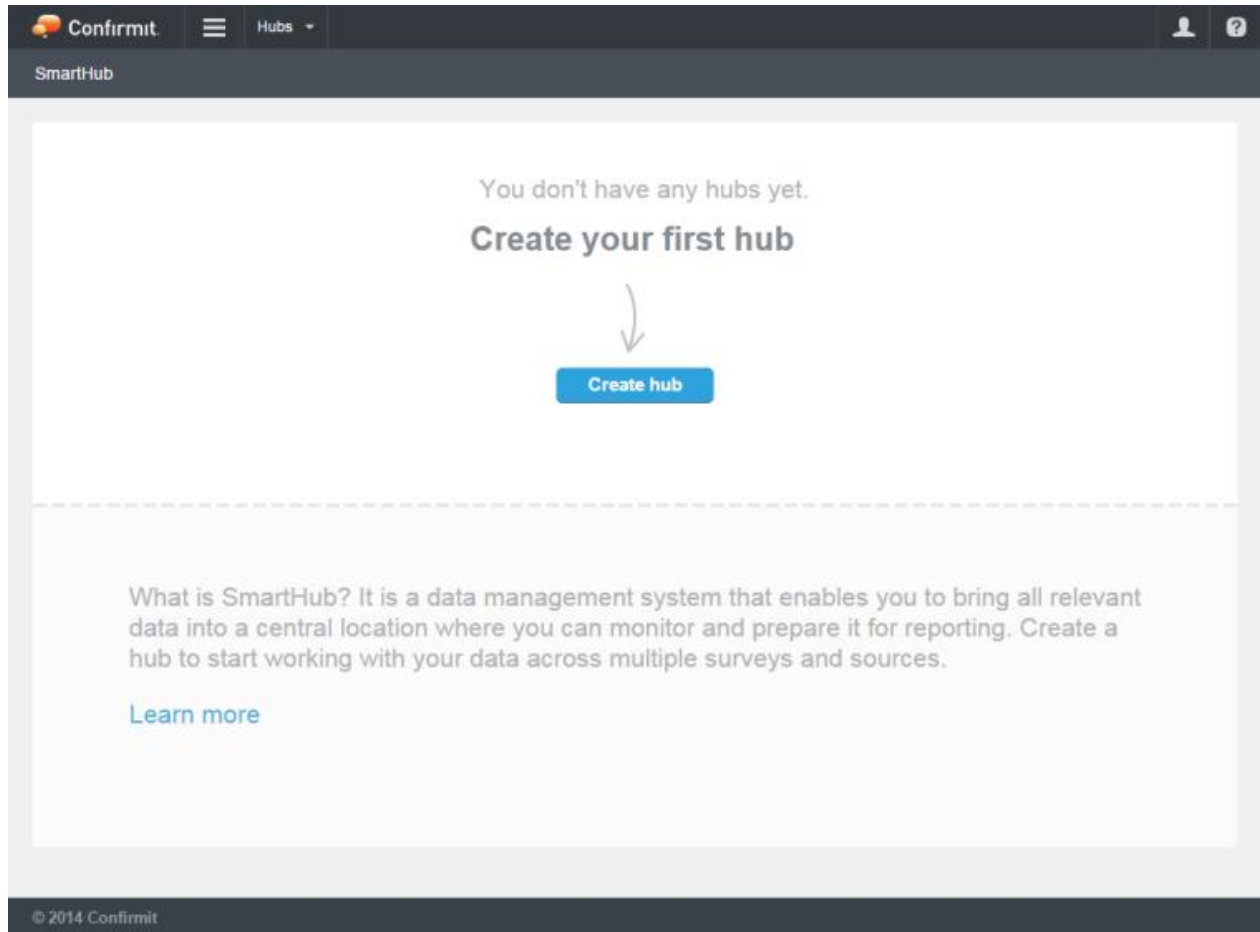 Confirmit
Hubs
SmartHub
You don't have any hubs yet.
Create your first hub
Create hub
What is SmartHub? It is a data management system that enables you to bring all relevant
data into a central location where you can monitor and prepare it for reporting. Create a
hub to start working with your data across multiple surveys and sources.
Learn more
© 2014 Confirmit